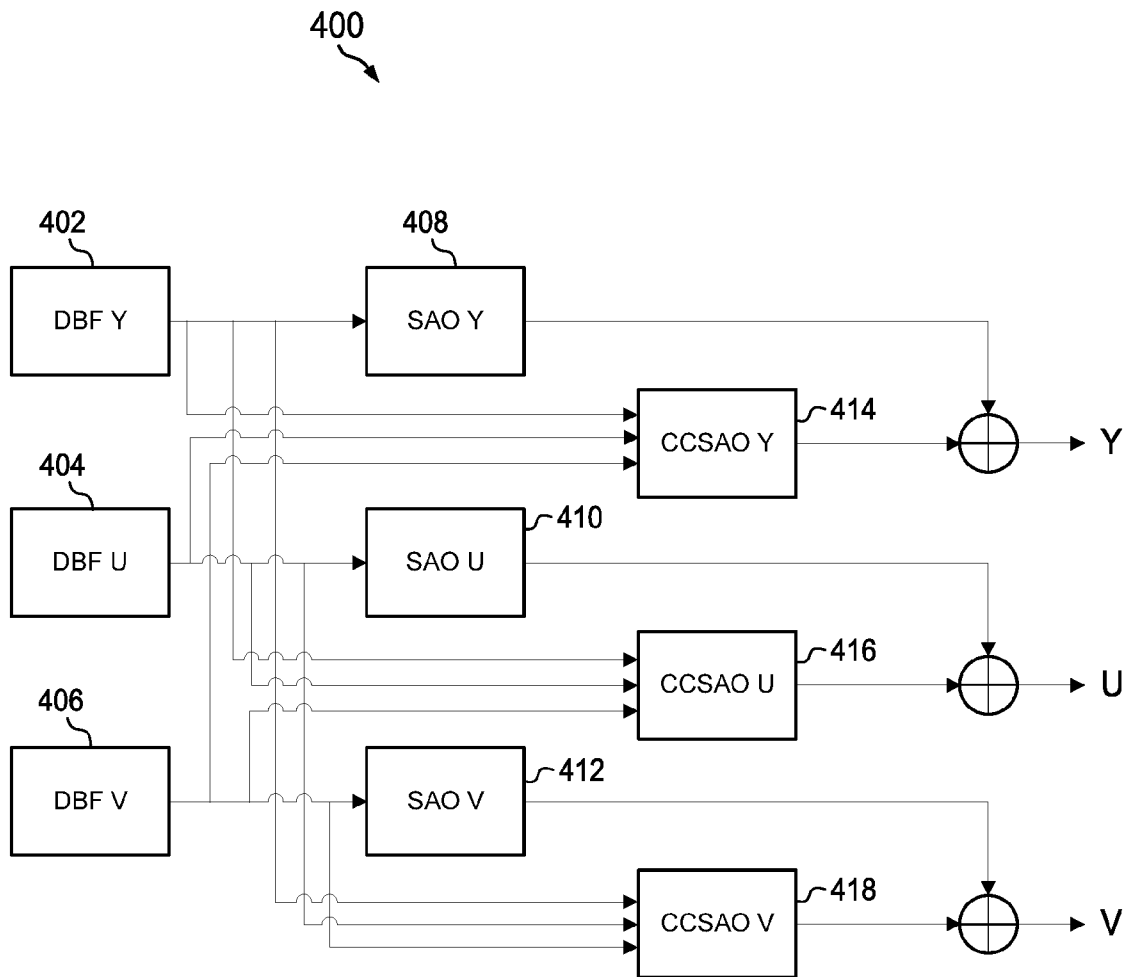 400
402
408
DBF Y
SAO Y
414
CCSAO Y
Y
404
410
DBF U
SAO U
416
CCSAO U
U
406
412
DBF V
SAO V
418
CCSAO V
V